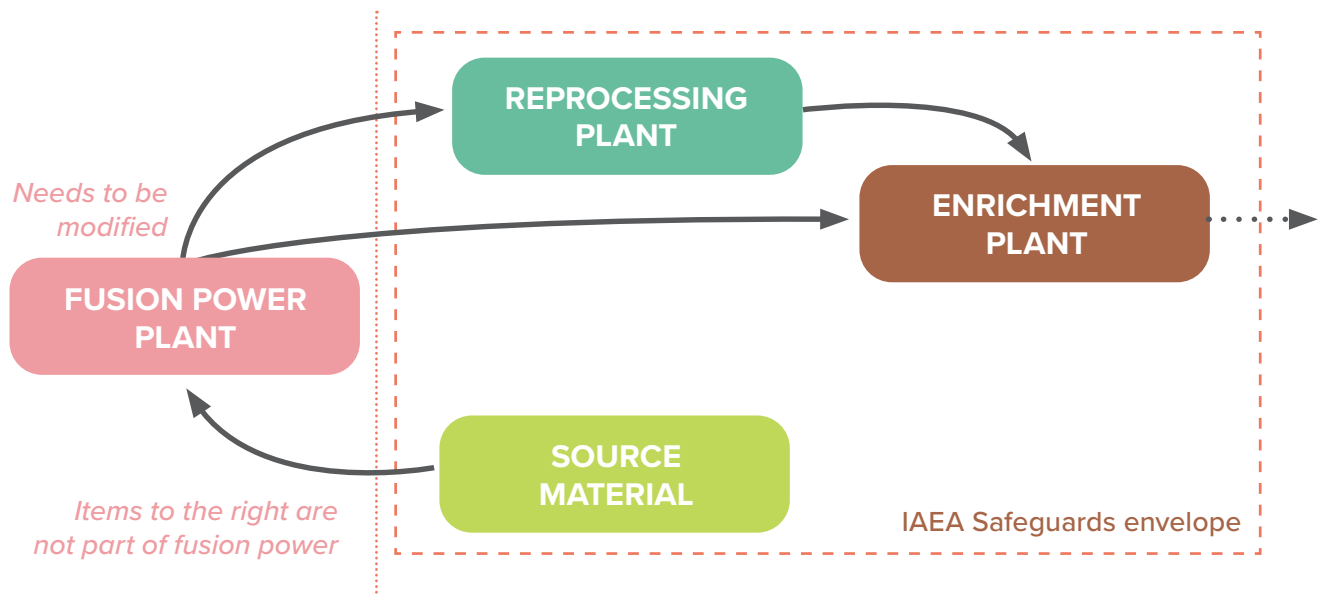 REPROCESSING
PLANT
Needs to be
modified
ENRICHMENT
PLANT
FUSION POWER
PLANT
SOURCE
MATERIAL
Items to the right are
not part of fusion power
IAEA Safeguards envelope